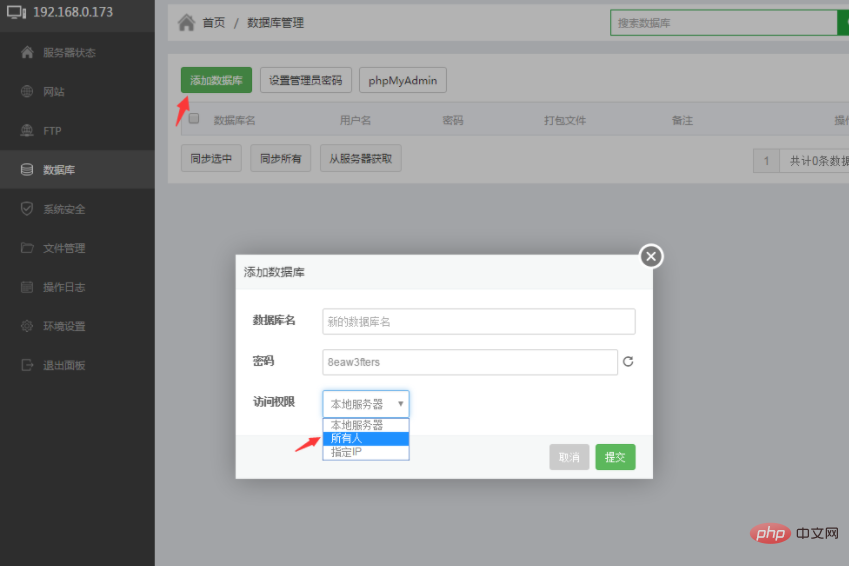 192.168.0.173
服务器状态
网站
FTP
数据库
系统安全
文件管理
操作日志
环境设置
退出面板
首页 / 数据库管理
搜索数据库
添加数据库 设置管理员密码 phpMyAdmin
数据库名 用户名 密码 打包文件 备注 操
同步选中 同步所有 从服务器获取
1 共计0条数据
添加数据库
数据库名 新的数据库名
密码 8eaw3fters
访问权限 本地服务器
本地服务器
所有人
指定IP
取消 提交
php 中文网